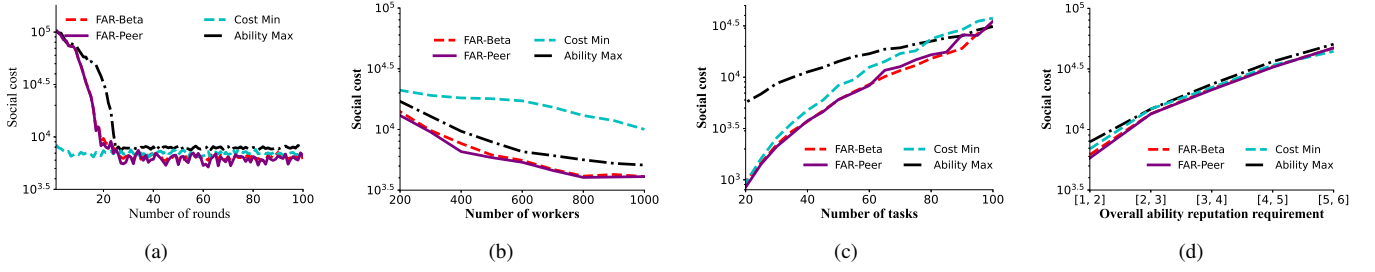 10^5
10^4.5
10^4
10^3.5
Social cost
FAR-Beta
FAR-Peer
Cost Min
Ability Max
20
40
60
80
100
Number of rounds
(a)
10^5
10^4.5
10^4
10^3.5
Social cost
FAR-Beta
FAR-Peer
Cost Min
Ability Max
200
400
600
800
1000
Number of workers
(b)
10^4.5
10^4
10^3.5
10^3
Social cost
FAR-Beta
FAR-Peer
Cost Min
Ability Max
20
40
60
80
100
Number of tasks
(c)
10^5
10^4.5
10^4
10^3.5
Social cost
FAR-Beta
FAR-Peer
Cost Min
Ability Max
[1, 2]
[2, 3]
[3, 4]
[4, 5]
[5, 6]
Overall ability reputation requirement
(d)